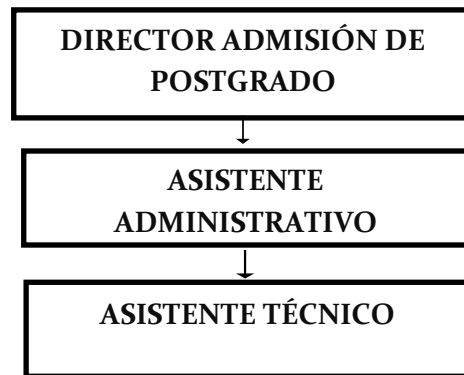 DIRECTOR ADMISIÓN DE
POSTGRADO
ASISTENTE
ADMINISTRATIVO
ASISTENTE TÉCNICO